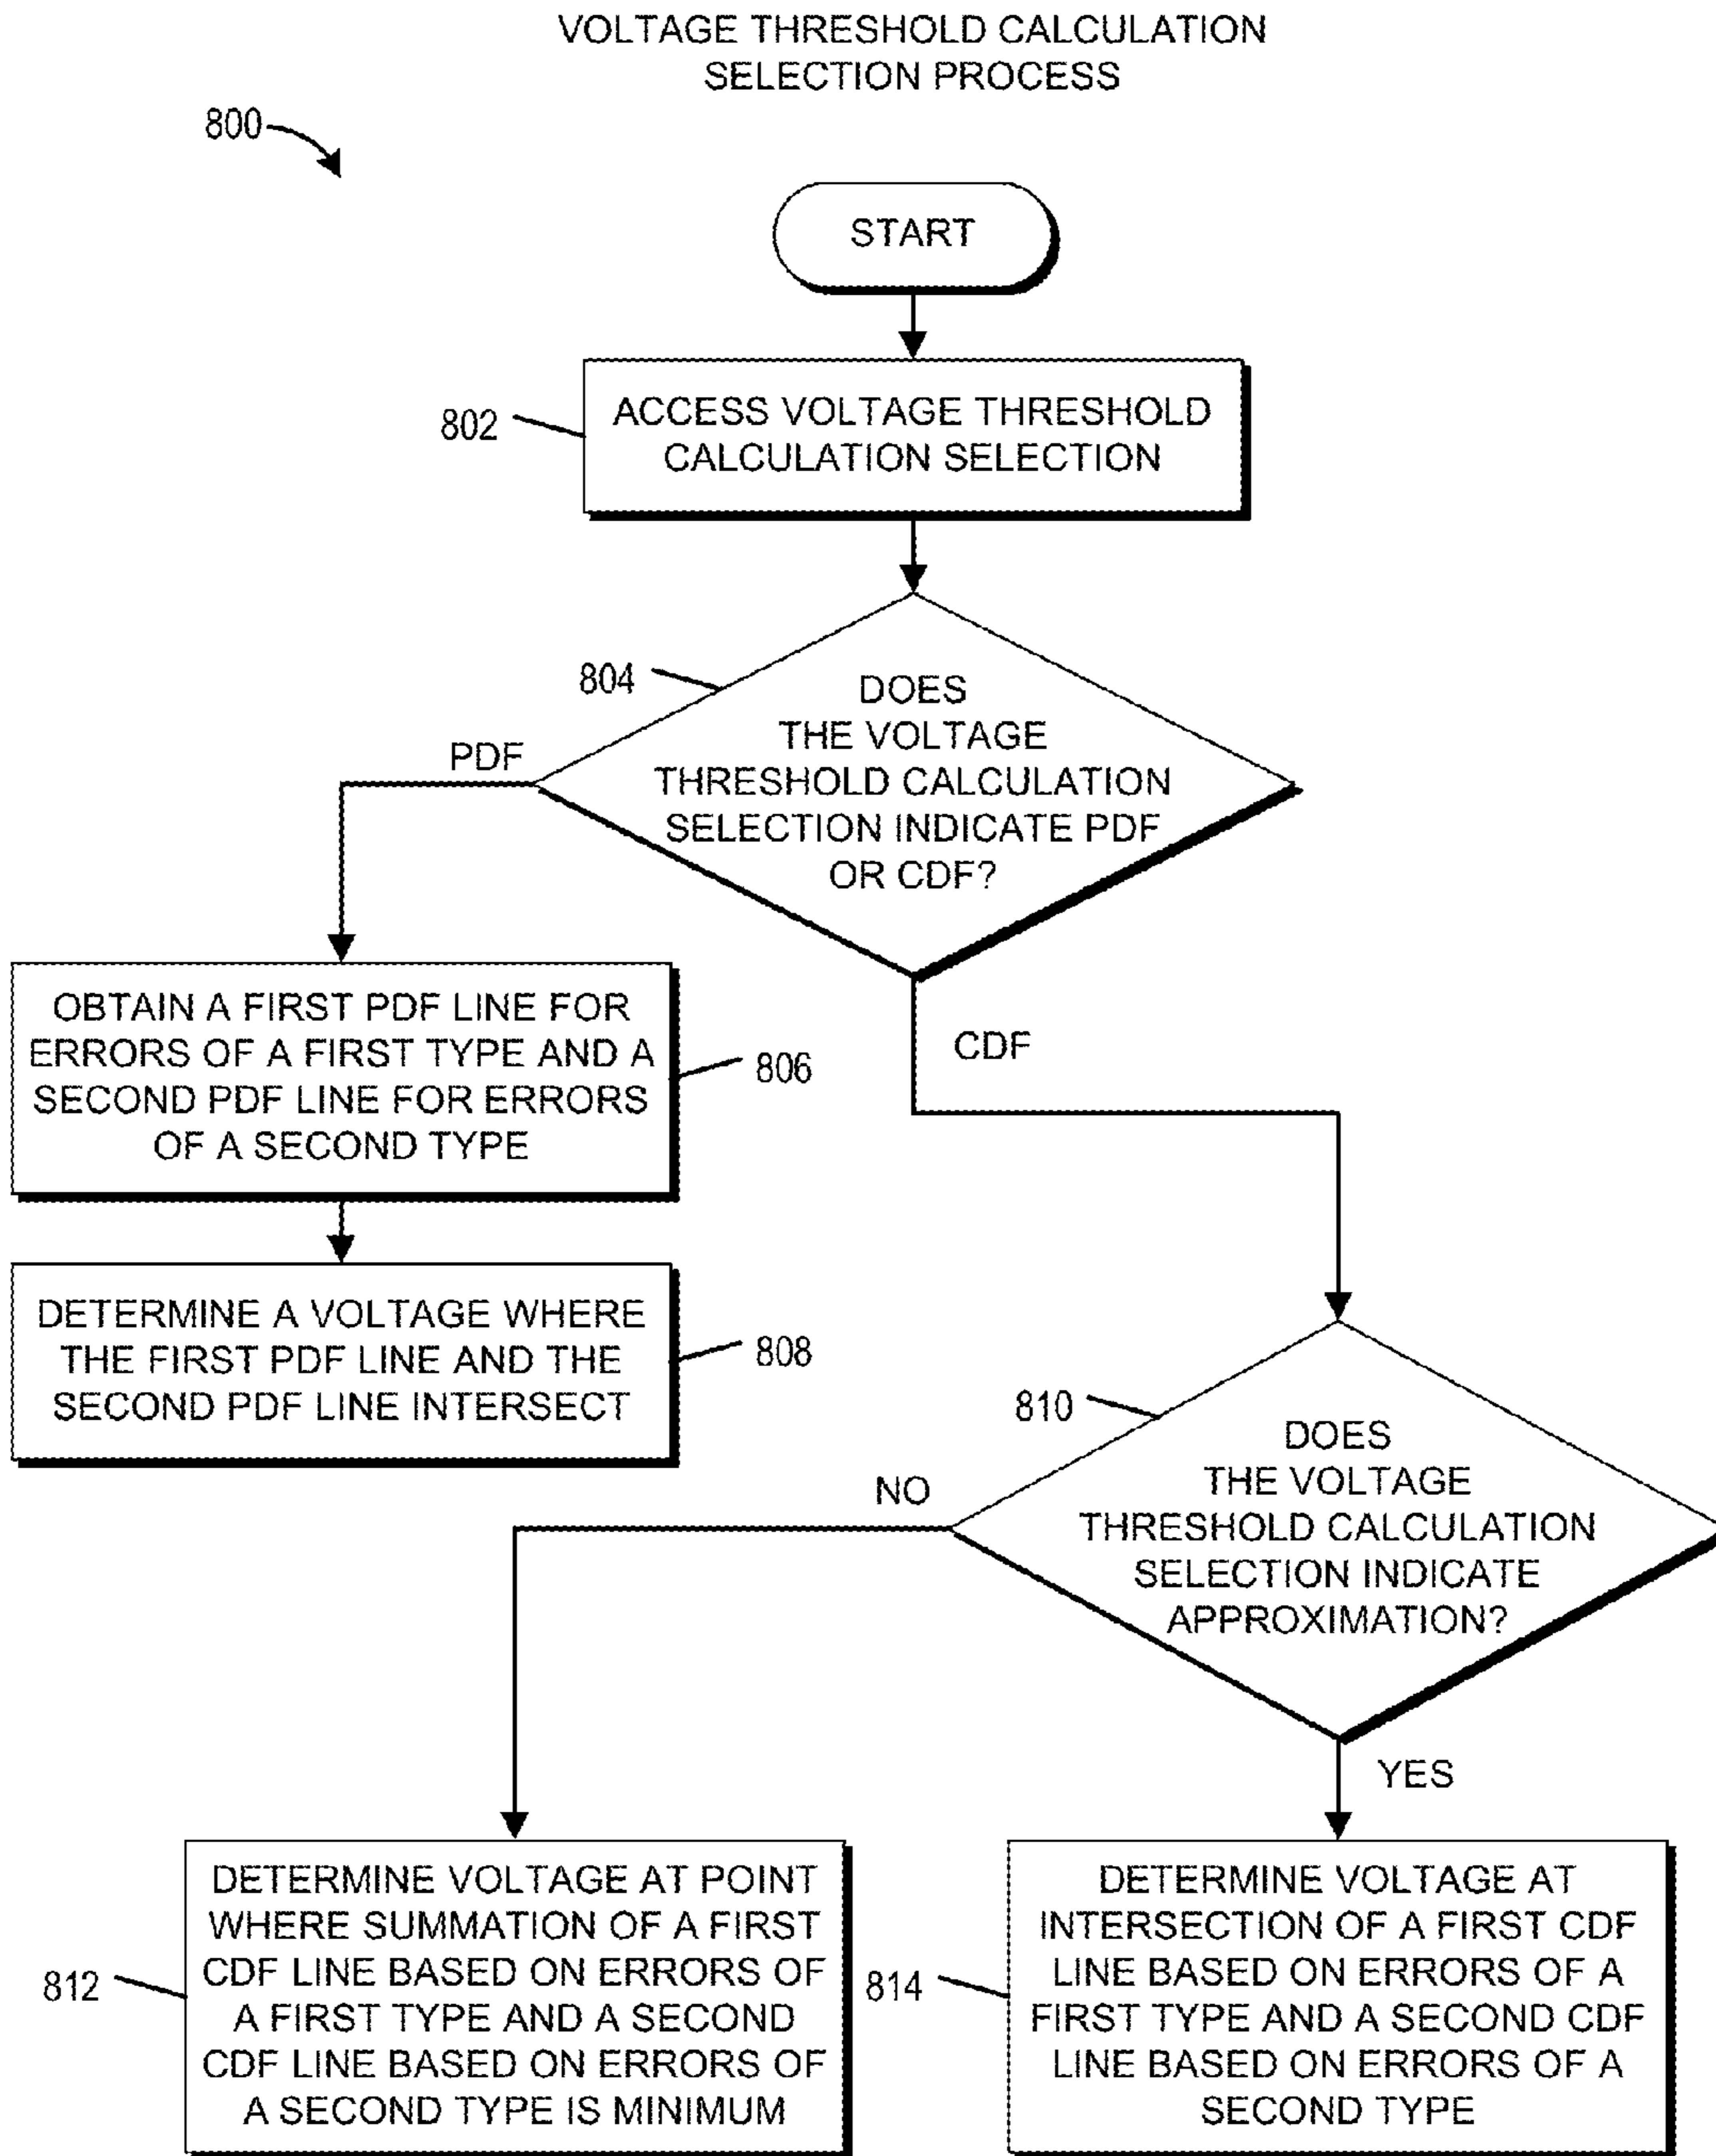 VOLTAGE THRESHOLD CALCULATION
SELECTION PROCESS
800
START
802
ACCESS VOLTAGE THRESHOLD
CALCULATION SELECTION
804
DOES
THE VOLTAGE
THRESHOLD CALCULATION
SELECTION INDICATE PDF
OR CDF?
PDF
CDF
OBTAIN A FIRST PDF LINE FOR
ERRORS OF A FIRST TYPE AND A
SECOND PDF LINE FOR ERRORS
OF A SECOND TYPE
806
DETERMINE A VOLTAGE WHERE
THE FIRST PDF LINE AND THE
SECOND PDF LINE INTERSECT
808
810
DOES
THE VOLTAGE
THRESHOLD CALCULATION
SELECTION INDICATE
APPROXIMATION?
NO
YES
812
DETERMINE VOLTAGE AT POINT
WHERE SUMMATION OF A FIRST
CDF LINE BASED ON ERRORS OF
A FIRST TYPE AND A SECOND
CDF LINE BASED ON ERRORS OF
A SECOND TYPE IS MINIMUM
814
DETERMINE VOLTAGE AT
INTERSECTION OF A FIRST CDF
LINE BASED ON ERRORS OF A
FIRST TYPE AND A SECOND CDF
LINE BASED ON ERRORS OF A
SECOND TYPE